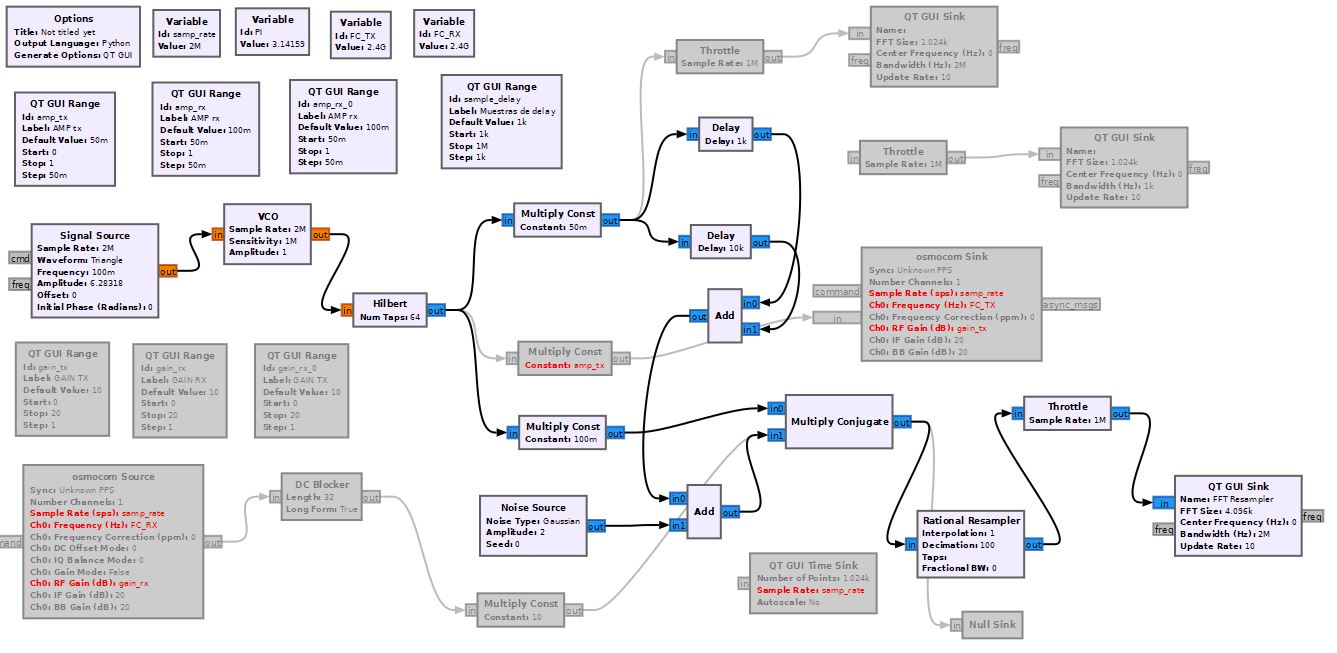 Options
Title: Not titled yet
Output Language: Python
Generate Options: QT GUI
Variable
Id: samp_rate
Value: 2M
Variable
Id: PI
Value: 3.14159
Variable
Id: FC_TX
Value: 2.4G
Variable
Id: FC_RX
Value: 2.4G
QT GUI Range
Id: amp_tx
Label: AMP tx
Default Value: 50m
Start: 0
Stop: 1
Step: 50m
QT GUI Range
Id: amp_rx
Label: AMP rx
Default Value: 100m
Start: 50m
Stop: 1
Step: 50m
QT GUI Range
Id: amp_rx_0
Label: AMP rx
Default Value: 100m
Start: 50m
Stop: 1
Step: 50m
QT GUI Range
Id: sample_delay
Label: Muestras de delay
Default Value: 1k
Start: 1k
Stop: 1M
Step: 1k
in
Throttle
Sample Rate: 1M
out
in
freq
QT GUI Sink
Name:
FFT Size: 1.024k
Center Frequency (Hz): 0
Bandwidth (Hz): 2M
Update Rate: 10
freq
in
Delay
Delay: 1k
out
in
Throttle
Sample Rate: 1M
out
in
freq
QT GUI Sink
Name:
FFT Size: 1.024k
Center Frequency (Hz): 0
Bandwidth (Hz): 1k
Update Rate: 10
freq
cmd
freq
Signal Source
Sample Rate: 2M
Waveform: Triangle
Frequency: 100m
Amplitude: 6.28318
Offset: 0
Initial Phase (Radians): 0
out
in
VCO
Sample Rate: 2M
Sensitivity: 1M
Amplitude: 1
out
in
Hilbert
Num Taps: 64
out
in
Multiply Const
Constant: 50m
out
in
Delay
Delay: 10k
out
out
Add
in0
in1
command
in
osmocom Sink
Sync: Unknown PPS
Number Channels: 1
Sample Rate (sps): samp_rate
Ch0: Frequency (Hz): FC_TX
Ch0: Frequency Correction (ppm): 0
Ch0: RF Gain (dB): gain_tx
Ch0: IF Gain (dB): 20
Ch0: BB Gain (dB): 20
async_msgs
QT GUI Range
Id: gain_tx
Label: GAIN TX
Default Value: 10
Start: 0
Stop: 20
Step: 1
QT GUI Range
Id: gain_rx
Label: GAIN RX
Default Value: 10
Start: 0
Stop: 20
Step: 1
QT GUI Range
Id: gain_rx_0
Label: GAIN TX
Default Value: 10
Start: 0
Stop: 20
Step: 1
in
Multiply Const
Constant: amp_tx
out
in
Multiply Const
Constant: 100m
out
in0
in1
Multiply Conjugate
out
in
Throttle
Sample Rate: 1M
out
osmocom Source
Sync: Unknown PPS
Number Channels: 1
Sample Rate (sps): samp_rate
Ch0: Frequency (Hz): FC_RX
Ch0: Frequency Correction (ppm): 0
Ch0: DC Offset Mode: 0
Ch0: IQ Balance Mode: 0
Ch0: Gain Mode: False
Ch0: RF Gain (dB): gain_rx
Ch0: IF Gain (dB): 20
Ch0: BB Gain (dB): 20
mand
out
in
DC Blocker
Length: 32
Long Form: True
out
Noise Source
Noise Type: Gaussian
Amplitude: 2
Seed: 0
out
in0
in1
Add
out
in
Rational Resampler
Interpolation: 1
Decimation: 100
Taps:
Fractional BW: 0
out
in
freq
QT GUI Sink
Name: FFT Resampler
FFT Size: 4.096k
Center Frequency (Hz): 0
Bandwidth (Hz): 2M
Update Rate: 10
freq
in
Multiply Const
Constant: 10
out
in
QT GUI Time Sink
Number of Points: 1.024k
Sample Rate: samp_rate
Autoscale: No
in
Null Sink